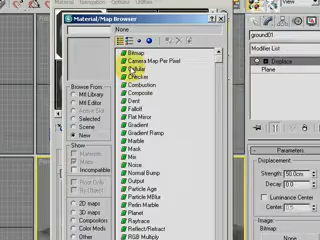 Material/Map Browser
None
Browse From:
Mtl Library
Mtl Editor
Active Slot
Selected
Scene
New
Show
Materials
Maps
Incompatible
Root Only
By Object
2D maps
3D maps
Compositors
Color Mods
Bitmap
Camera Map Per Pixel
Cellular
Checker
Combustion
Composite
Dent
Falloff
Flat Mirror
Gradient
Gradient Ramp
Marble
Mask
Mix
Noise
Normal Bump
Output
Particle Age
Particle MBlur
Perlin Marble
Planet
Raytrace
Reflect/Refract
RGB Multiply
ground01
Modifier List
Displace
Plane
Parameters
Displacement:
Strength: 50.0cm
Decay: 0.0
Luminance Center
Center: 0.5
Image:
Bitmap:
None